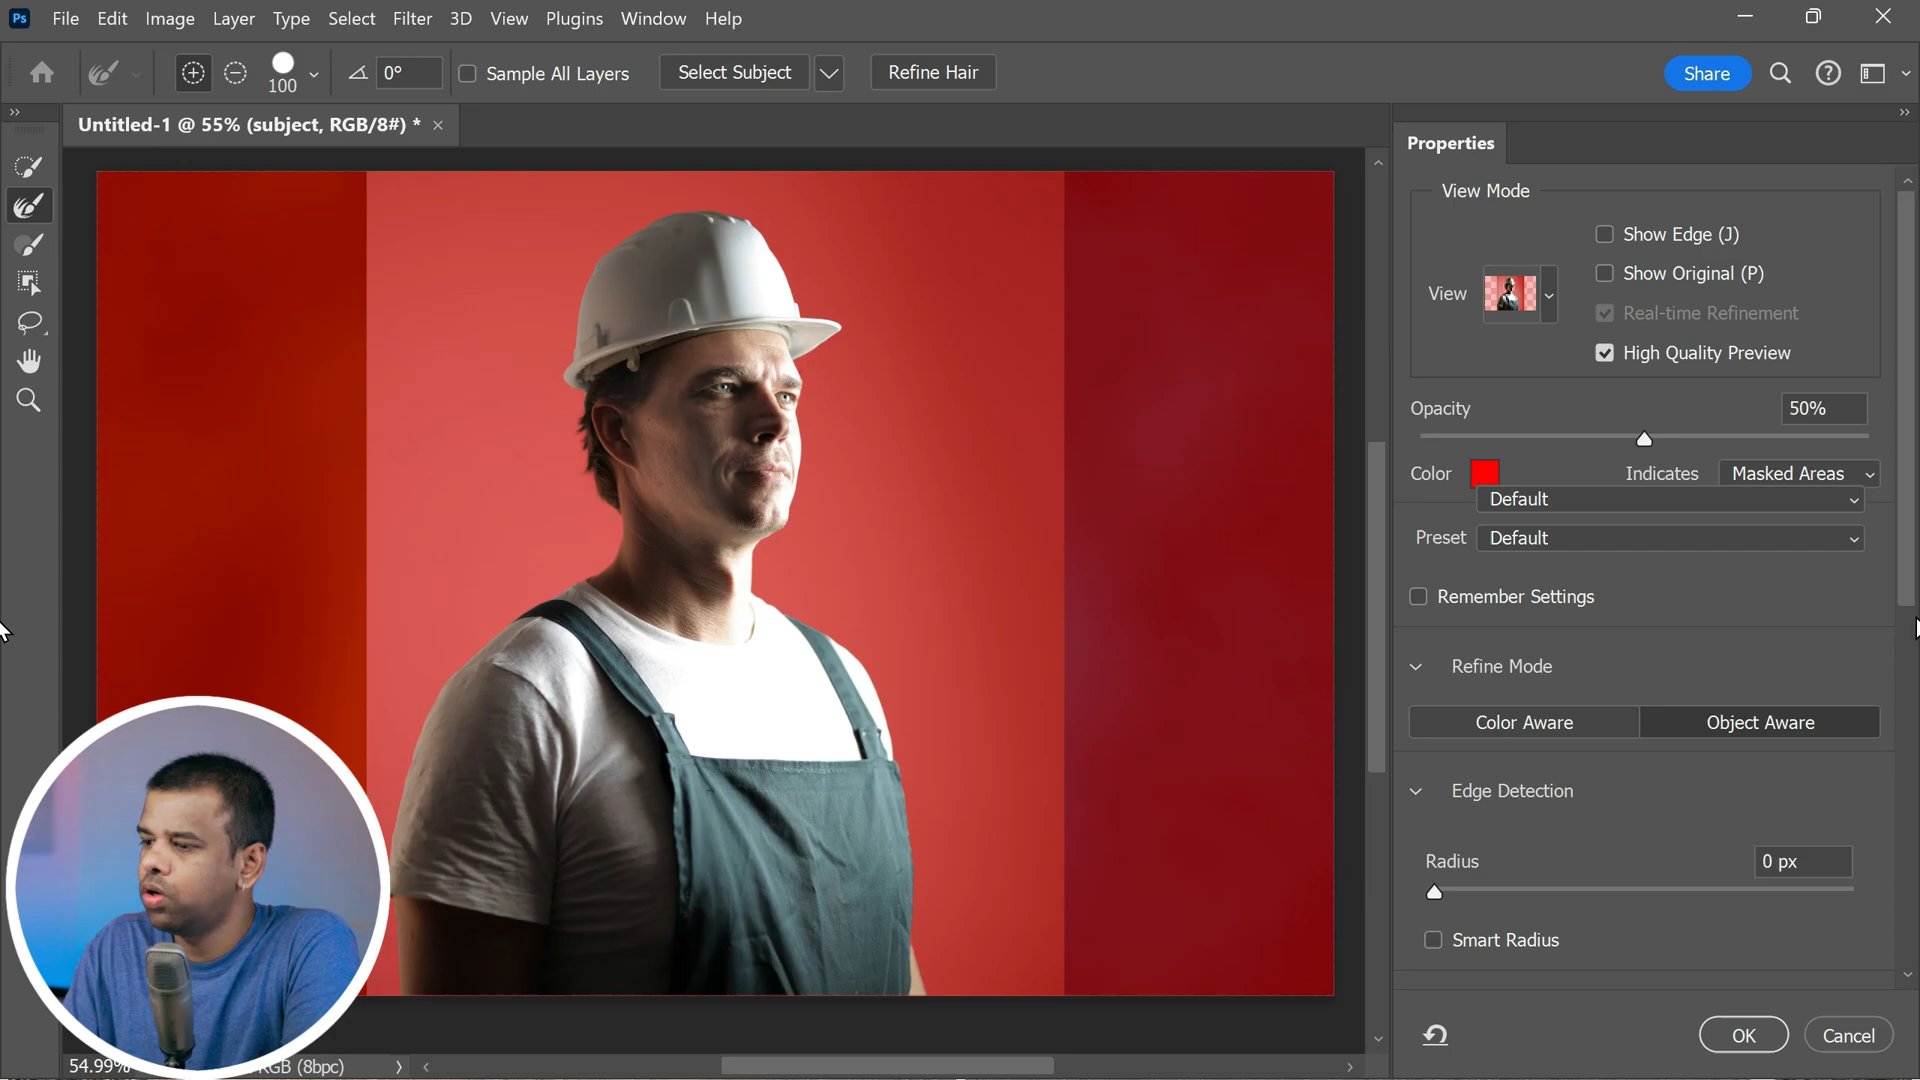 Ps File Edit Image Layer Type Select Filter 3D View Plugins Window Help
100 0° Sample All Layers Select Subject Refine Hair Share
Untitled-1 @ 55% (subject, RGB/8#) *
Properties
View Mode
Show Edge (J)
Show Original (P)
View
Real-time Refinement
High Quality Preview
Opacity 50%
Color Indicates Masked Areas
Default
Preset Default
Remember Settings
Refine Mode
Color Aware Object Aware
Edge Detection
Radius 0 px
Smart Radius
OK Cancel
54.99% (8bpc)